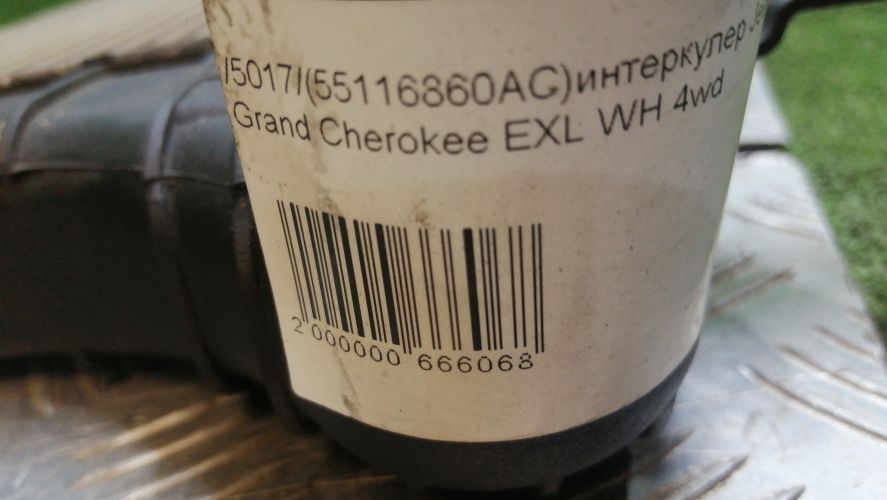 /5017/(55116860AC)интеркулер Je
Grand Cherokee EXL WH 4wd
2 000000 666068